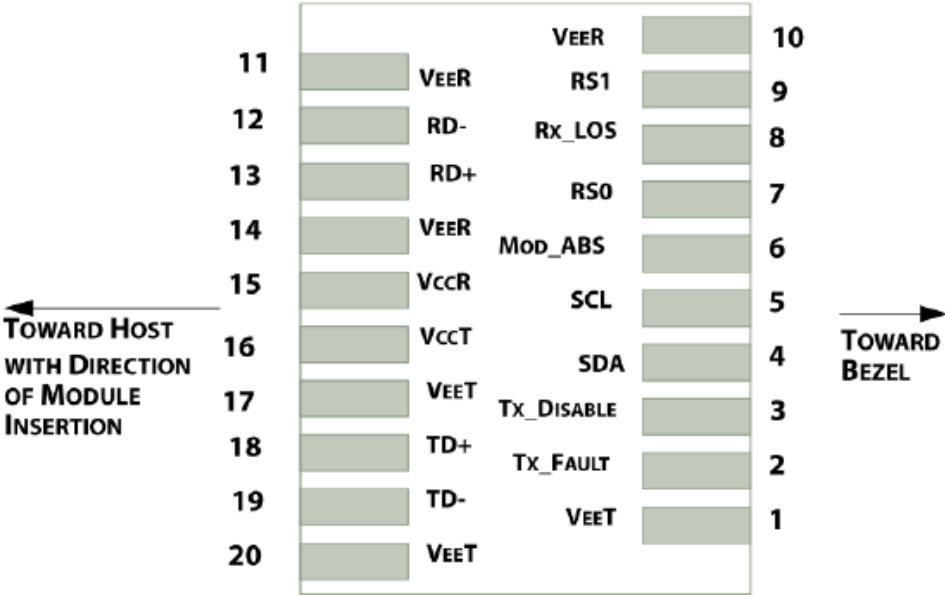 VEER 10
11 VEER
RS1 9
12 RD-
RX_LOS 8
13 RD+
RS0 7
14 VEER
MOD_ABS 6
15 VCCR
SCL 5
TOWARD HOST
WITH DIRECTION
OF MODULE
INSERTION
TOWARD
BEZEL
16 VCCT
SDA 4
17 VEET
TX_DISABLE 3
18 TD+
TX_FAULT 2
19 TD-
VEET 1
20 VEET